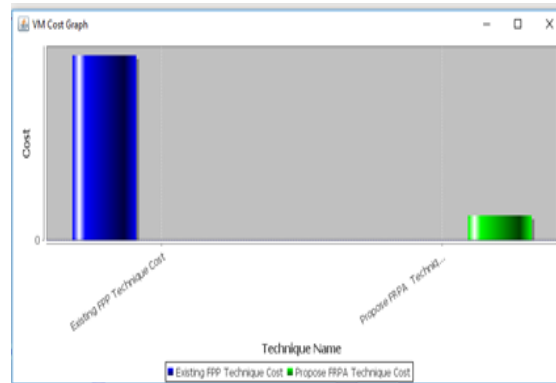 VM Cost Graph
Cost
0
Existing FPP Technique Cost
Propose FRPA Techniq...
Technique Name
Existing FPP Technique Cost Propose FRPA Technique Cost